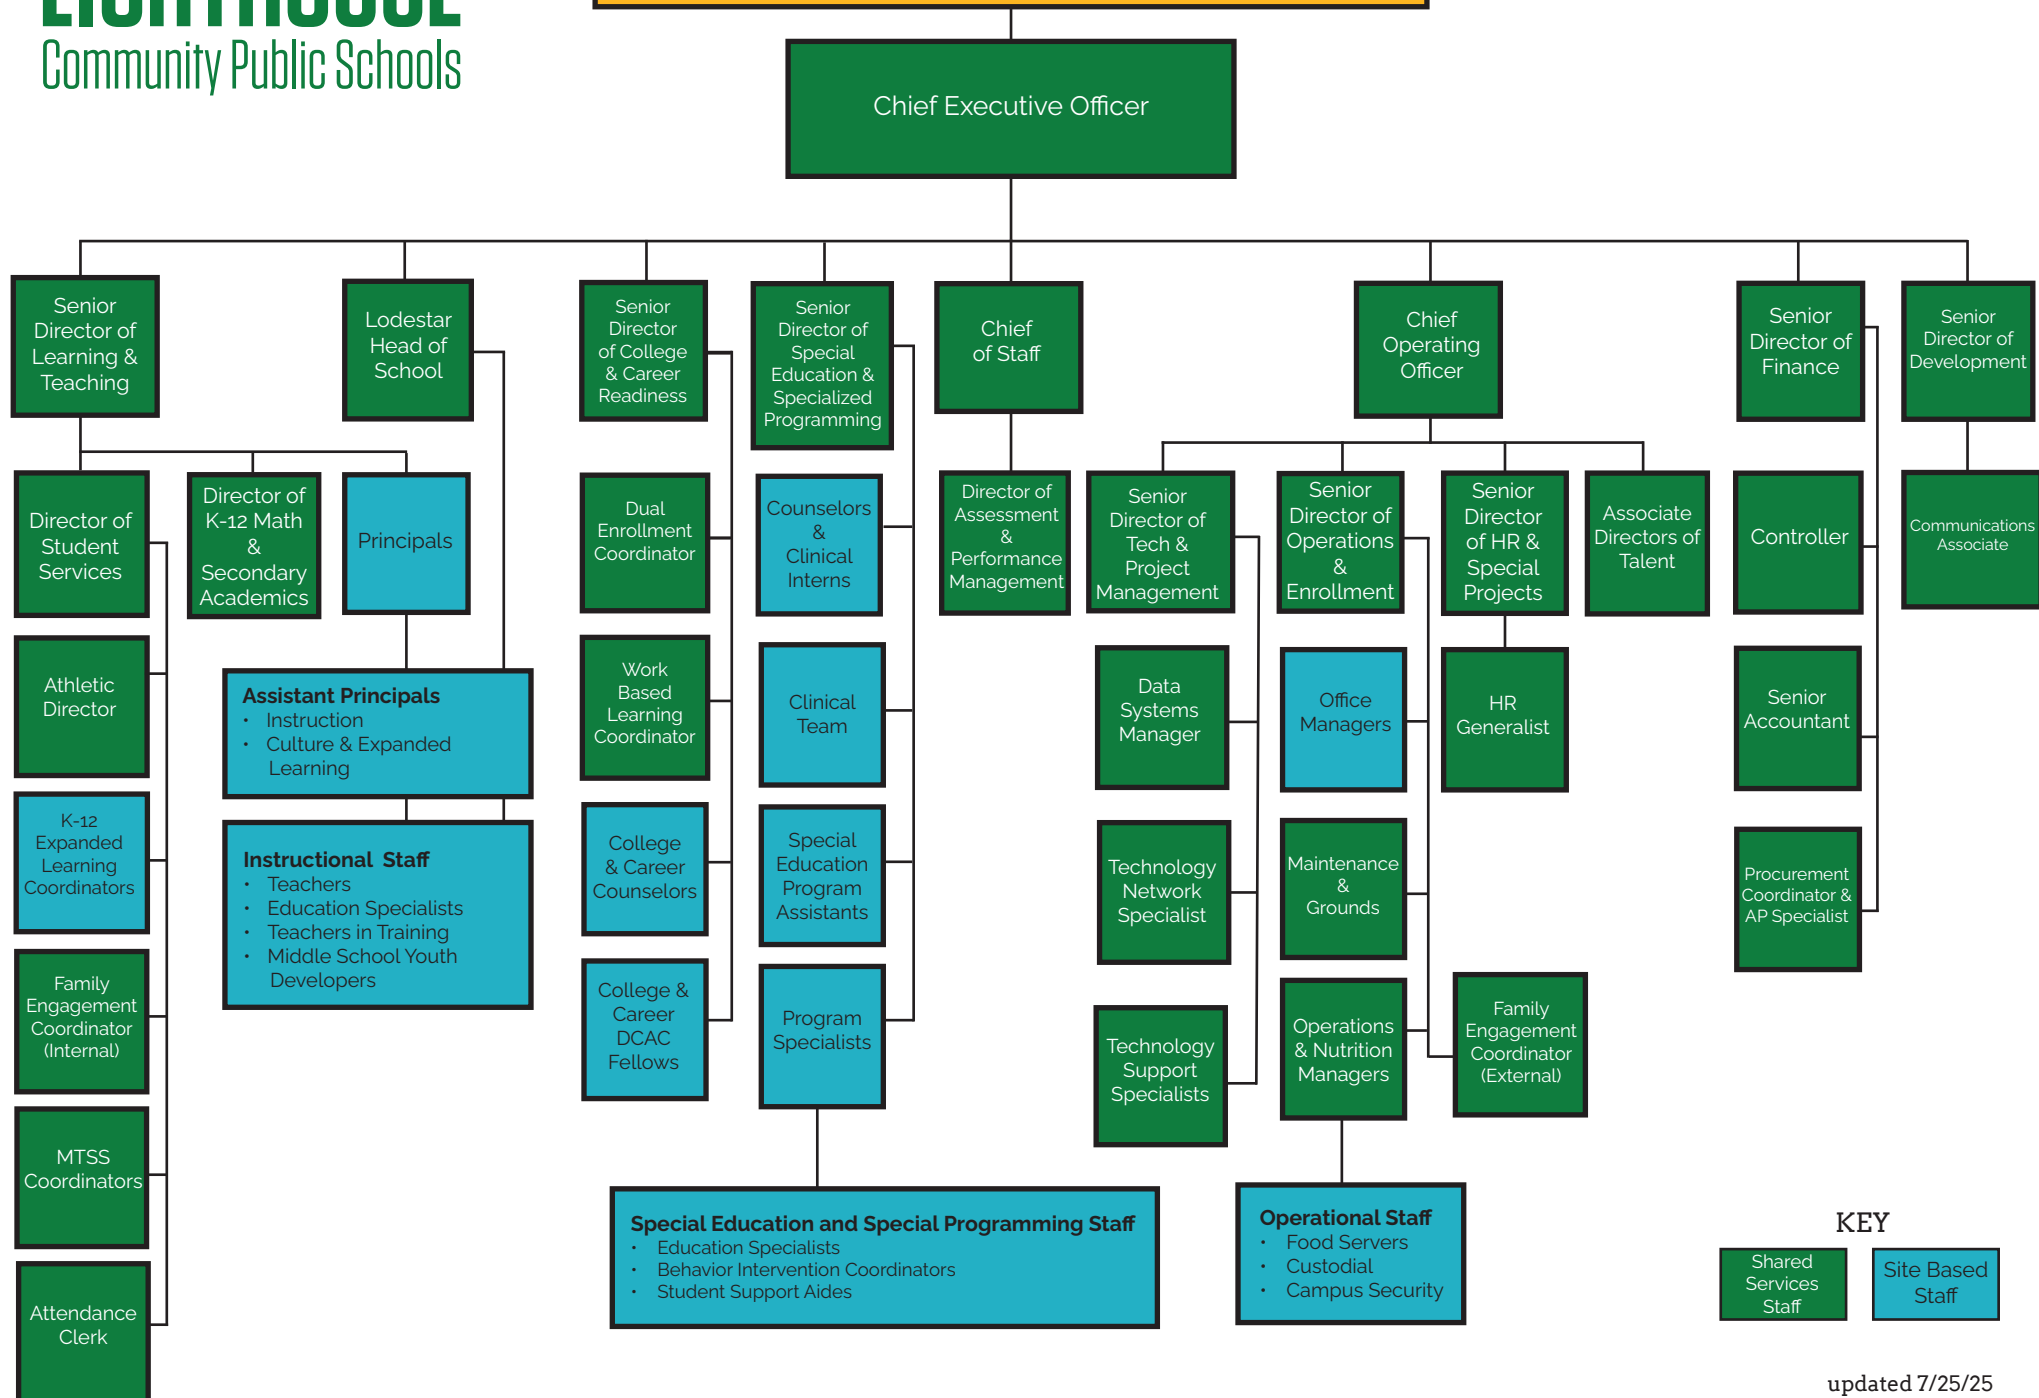 LIGHTHOUSE
Community Public Schools
Chief Executive Officer
Senior
Director of
Learning &
Teaching
Lodestar
Head of
School
Senior
Director
of College
& Career
Readiness
Senior
Director of
Special
Education &
Specialized
Programming
Chief
of Staff
Chief
Operating
Officer
Senior
Director of
Finance
Senior
Director of
Development
Director of
Student
Services
Director of
K-12 Math
&
Secondary
Academics
Principals
Dual
Enrollment
Coordinator
Counselors
&
Clinical
Interns
Director of
Assessment
&
Performance
Management
Senior
Director of
Tech &
Project
Management
Senior
Director of
Operations
&
Enrollment
Senior
Director
of HR &
Special
Projects
Associate
Directors of
Talent
Controller
Communications
Associate
Athletic
Director
Assistant Principals
• Instruction
• Culture & Expanded
Learning
Work
Based
Learning
Coordinator
Clinical
Team
Data
Systems
Manager
Office
Managers
HR
Generalist
Senior
Accountant
K-12
Expanded
Learning
Coordinators
Instructional Staff
• Teachers
• Education Specialists
• Teachers in Training
• Middle School Youth
Developers
College
& Career
Counselors
Special
Education
Program
Assistants
Technology
Network
Specialist
Maintenance
&
Grounds
Procurement
Coordinator &
AP Specialist
Family
Engagement
Coordinator
(Internal)
College &
Career
DCAC
Fellows
Program
Specialists
Technology
Support
Specialists
Operations
& Nutrition
Managers
Family
Engagement
Coordinator
(External)
MTSS
Coordinators
Special Education and Special Programming Staff
• Education Specialists
• Behavior Intervention Coordinators
• Student Support Aides
Operational Staff
• Food Servers
• Custodial
• Campus Security
Attendance
Clerk
KEY
Shared
Services
Staff
Site Based
Staff
updated 7/25/25